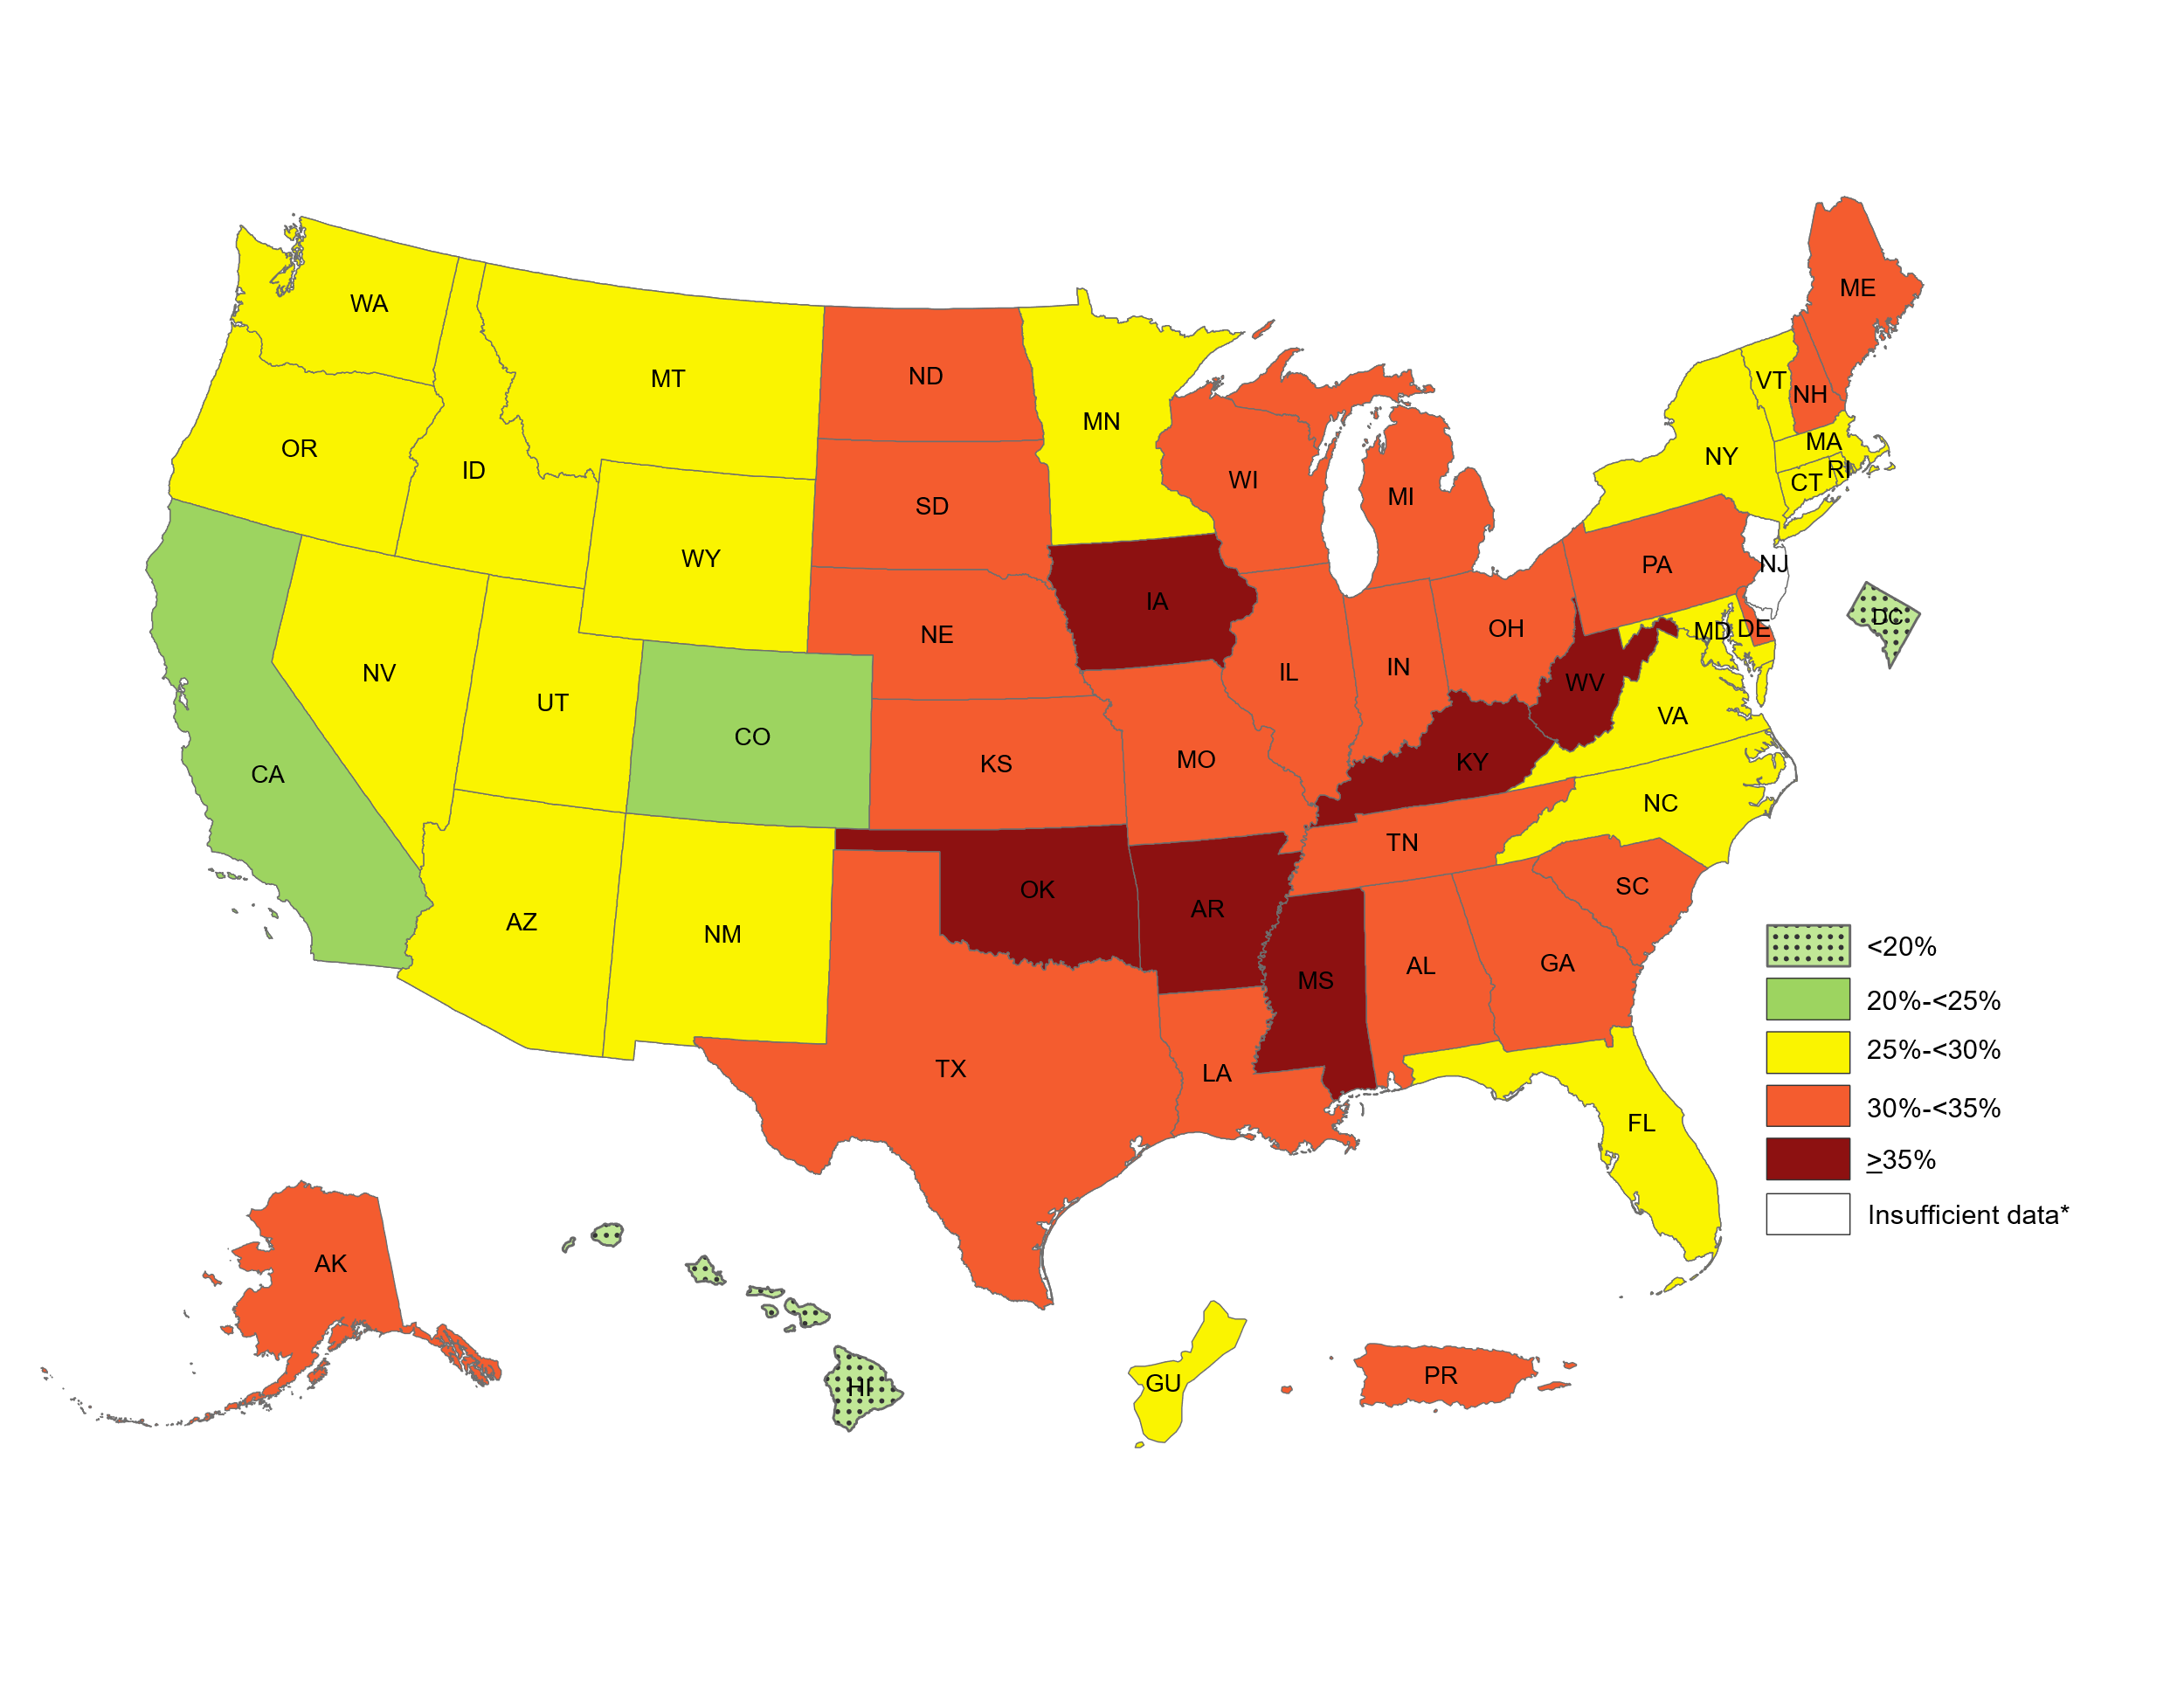 ME
WA
MT
ND
VT
NH
MN
MA
OR
NY
RI
ID
WI
CT
MI
SD
WY
NJ
PA
IA
DC
NE
OH
MD
DE
NV
IL
IN
WV
UT
VA
CO
KS
MO
KY
CA
NC
TN
OK
SC
AR
AZ
NM
<20%
AL
GA
MS
20%-<25%
25%-<30%
TX
LA
30%-<35%
FL
≥35%
Insufficient data*
AK
PR
GU
HI